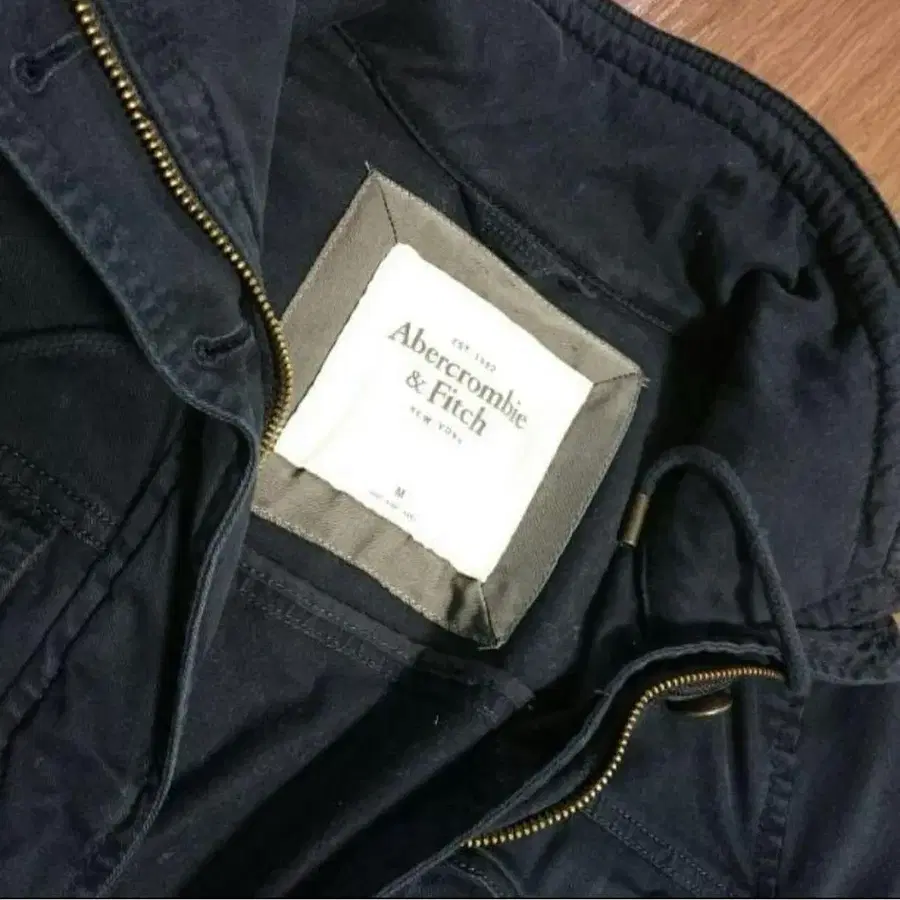 EST. 1892
Abercrombie
& Fitch
NEW YORK
M